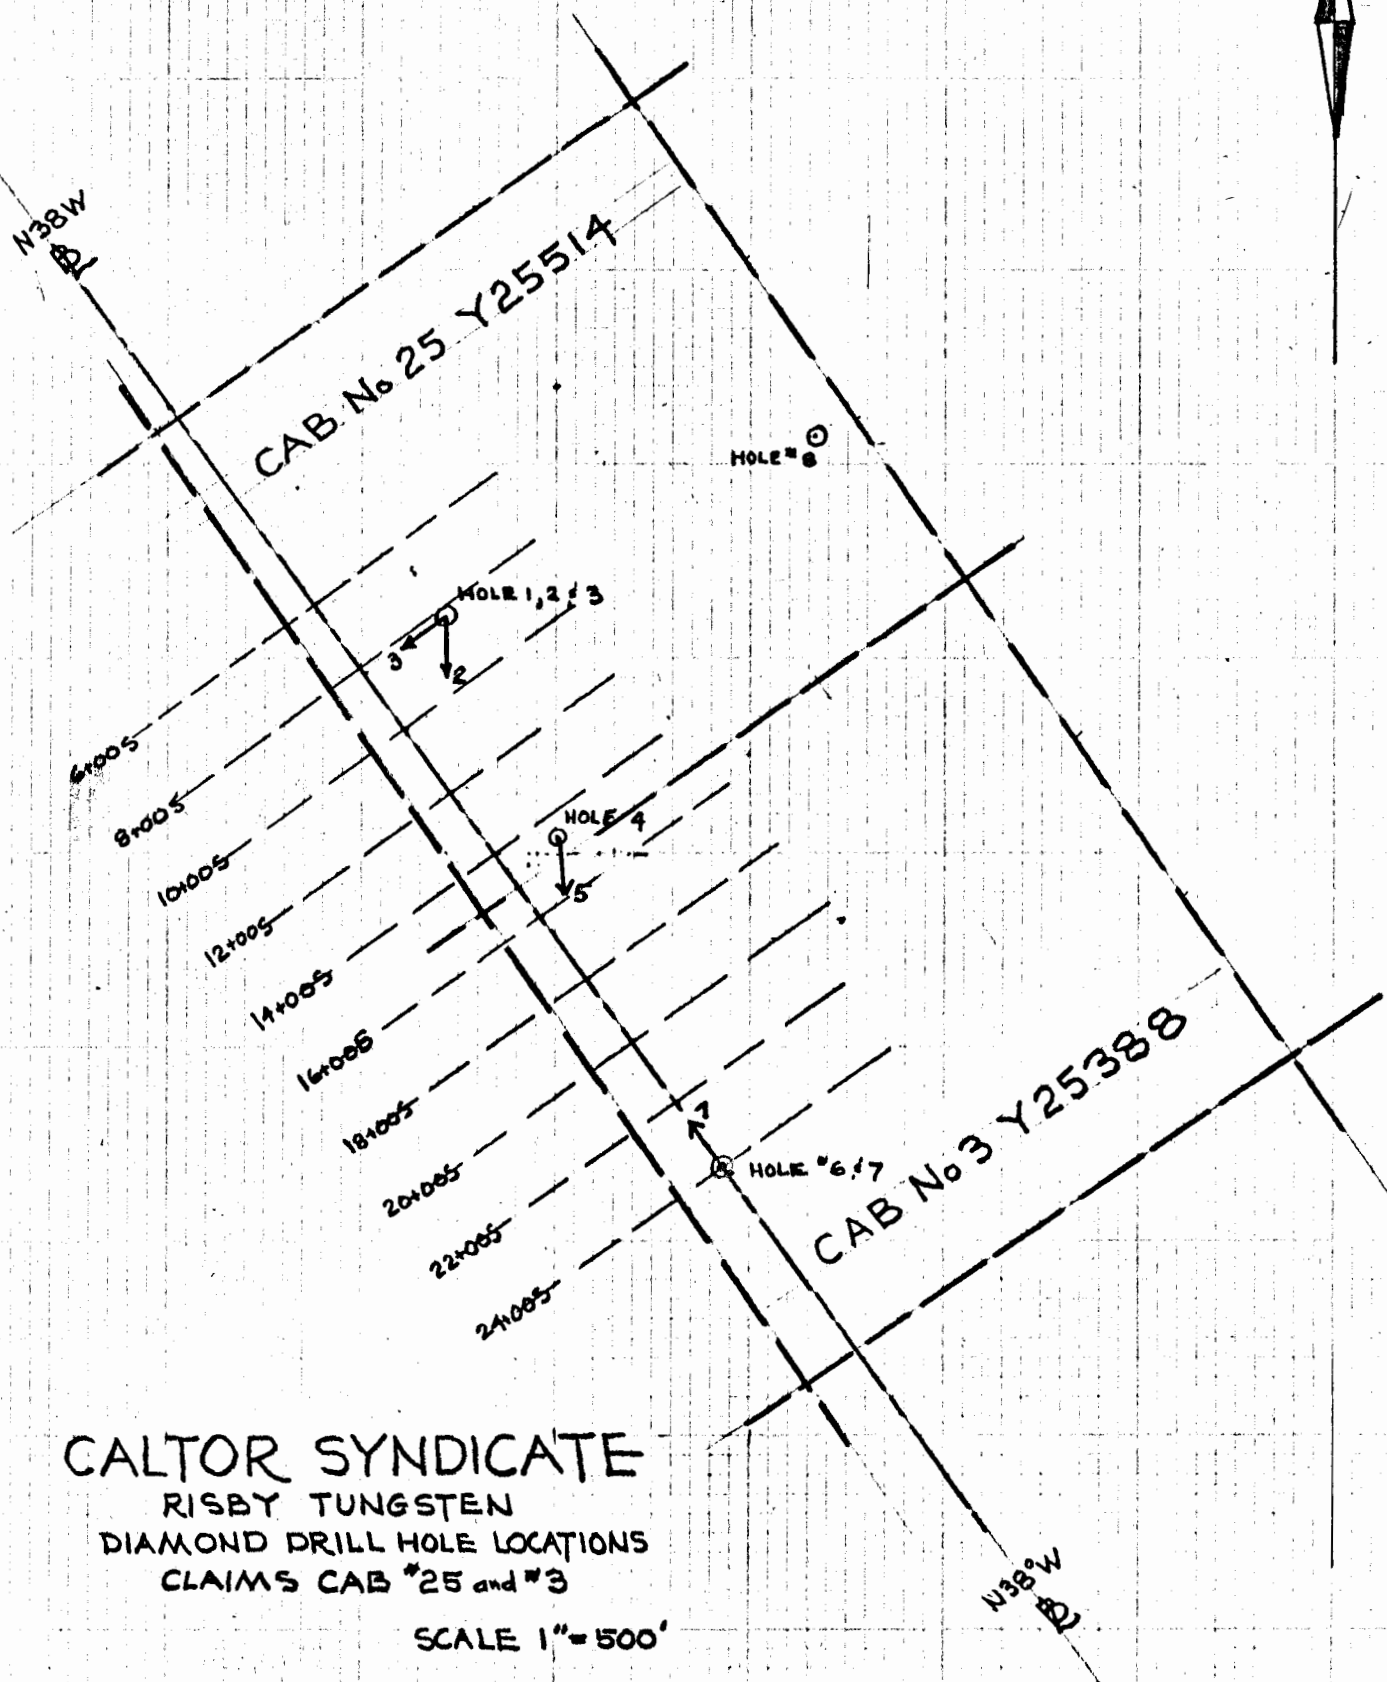 N38W
BL
CAB No 25 Y25514
HOLE # 8
HOLE 1, 2 & 3
3
2
6+00S
8+00S
10+00S
12+00S
14+00S
16+00S
18+00S
20+00S
22+00S
24+00S
HOLE 4
5
7
HOLE #6 & 7
CAB No 3 Y25388
CALTOR SYNDICATE
RISBY TUNGSTEN
DIAMOND DRILL HOLE LOCATIONS
CLAIMS CAB #25 and #3
SCALE 1"=500'
N38°W
BL